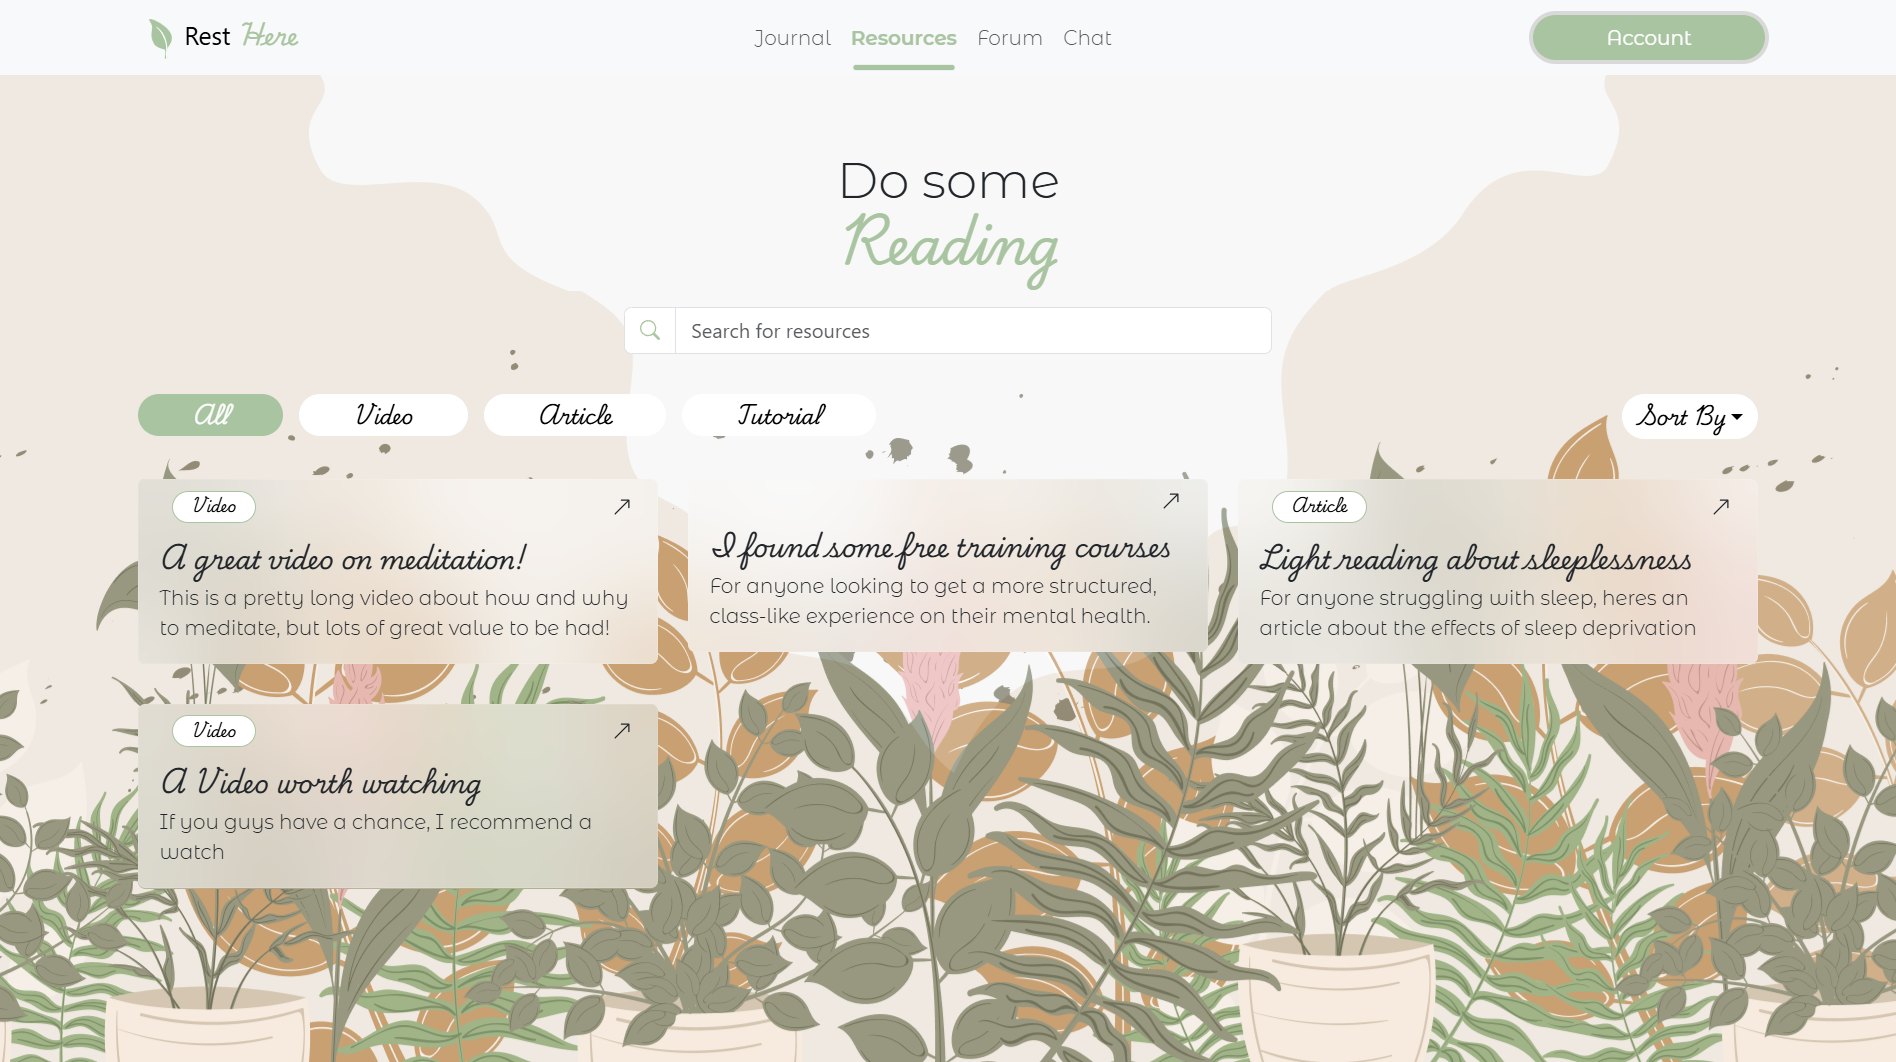 Rest Here
Journal
Resources
Forum
Chat
Account
Do some
Reading
Search for resources
All
Video
Article
Tutorial
Sort By
Video
A great video on meditation!
This is a pretty long video about how and why
to meditate, but lots of great value to be had!
I found some free training courses
For anyone looking to get a more structured,
class-like experience on their mental health.
Article
Light reading about sleeplessness
For anyone struggling with sleep, heres an
article about the effects of sleep deprivation
Video
A Video worth watching
If you guys have a chance, I recommend a
watch